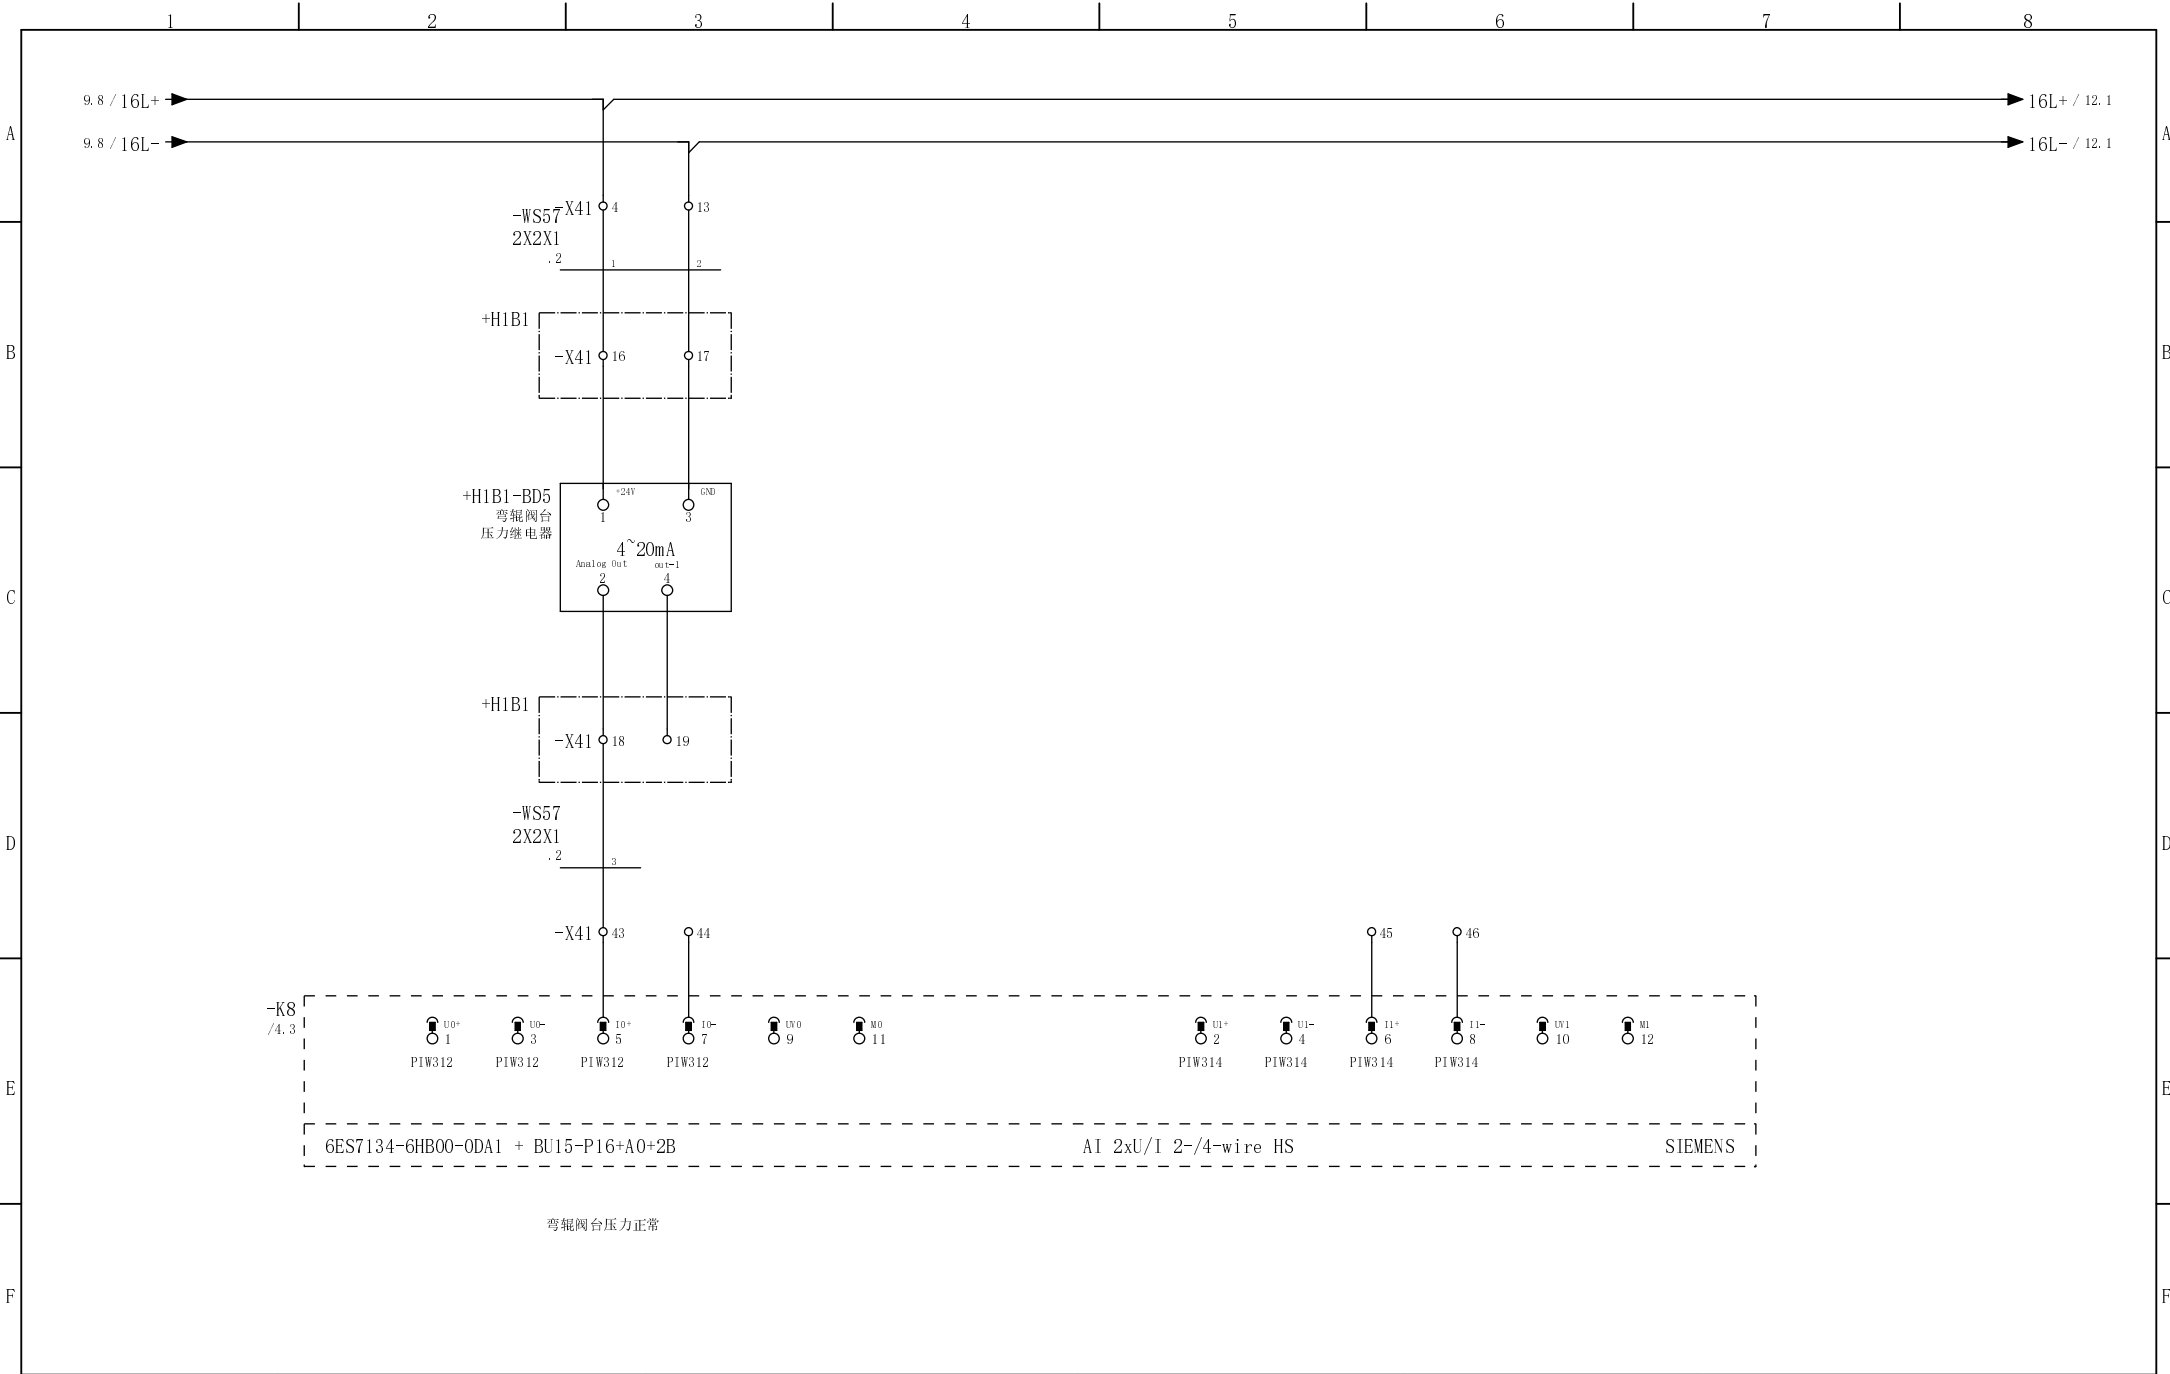 1 2 3 4 5 6 7 8
9.8 / 16L+ 16L+ / 12.1
A A
9.8 / 16L- 16L- / 12.1
-X41 4 13
-WS57
2X2X1
.2 1 2
+H1B1
B B
-X41 16 17
+H1B1-BD5 +24V GND
弯辊阀台 1 3
压力继电器
4~20mA
Analog Out out-1
2 4
C C
+H1B1
-X41 18 19
-WS57
2X2X1
D D
.2 3
-X41 43 44 45 46
-K8
/4.3
U0+ U0- I0+ I0- UV0 M0 U1+ U1- I1+ I1- UV1 M1
1 3 5 7 9 11 2 4 6 8 10 12
PIW312 PIW312 PIW312 PIW312 PIW314 PIW314 PIW314 PIW314
E E
6ES7134-6HB00-0DA1 + BU15-P16+A0+2B AI 2xU/I 2-/4-wire HS SIEMENS
弯辊阀台压力正常
F F